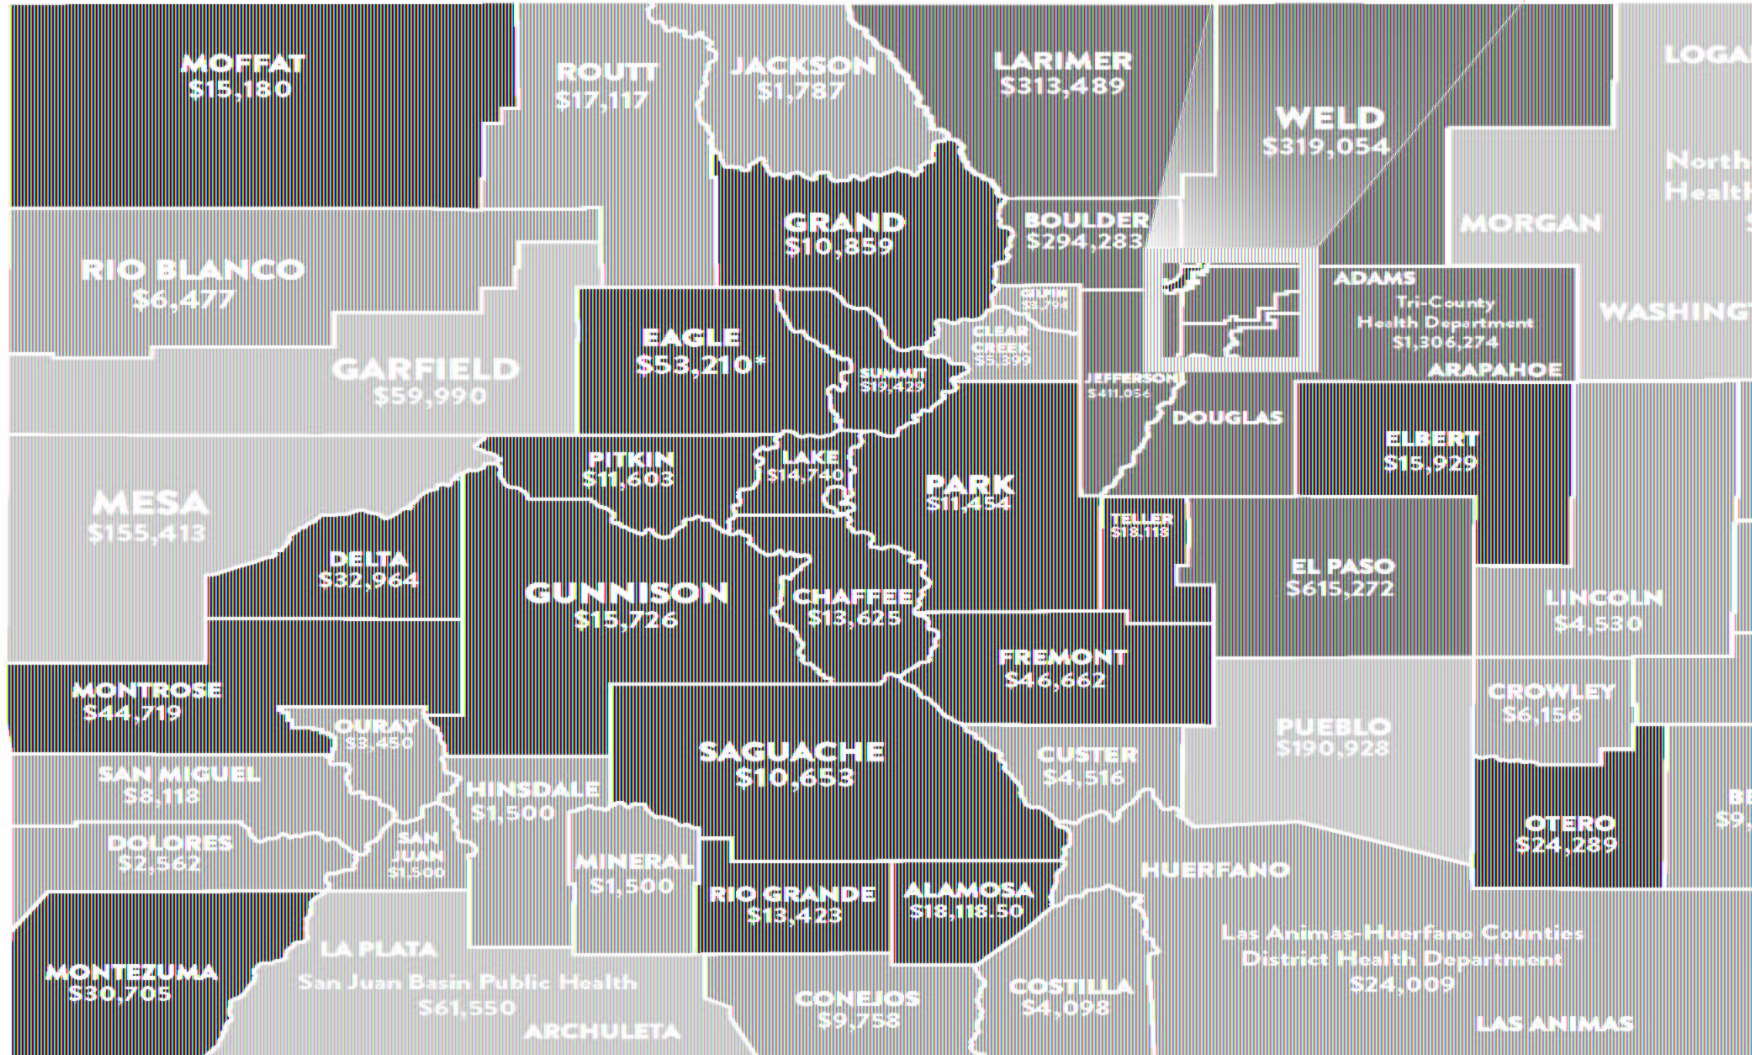 MOFFAT
$15,180
ROUTT
$17,117
JACKSON
$1,787
LARIMER
$313,489
WELD
$319,054
North
Health
MORGAN
GRAND
$10,859
BOULDER
$294,283
RIO BLANCO
$6,477
ADAMS
Tri-County
Health Department
$1,306,274
ARAPAHOE
GILPIN
CLEAR
CREEK
$5,399
EAGLE
$53,210*
SUMMIT
$19,429
GARFIELD
$59,990
JEFFERSON
DOUGLAS
ELBERT
$15,929
PITKIN
$11,603
LAKE
$14,740
PARK
$11,454
MESA
$155,413
TELLER
$18,118
DELTA
$32,964
GUNNISON
$15,726
CHAFFEE
$13,625
EL PASO
$615,272
LINCOLN
$4,530
FREMONT
$46,662
MONTROSE
$44,719
OURAY
$3,450
CROWLEY
$6,156
PUEBLO
$190,928
SAGUACHE
$10,653
CUSTER
$4,516
SAN MIGUEL
$8,118
HINSDALE
$1,500
OTERO
$24,289
DOLORES
$2,562
SAN
JUAN
$1,500
MINERAL
$1,500
HUERFANO
RIO GRANDE
$13,423
ALAMOSA
$18,118.50
Las Animas-Huerfano Counties
District Health Department
$24,009
LAS ANIMAS
LA PLATA
San Juan Basin Public Health
$61,550
ARCHULETA
MONTEZUMA
$30,705
CONEJOS
$9,758
COSTILLA
$4,098